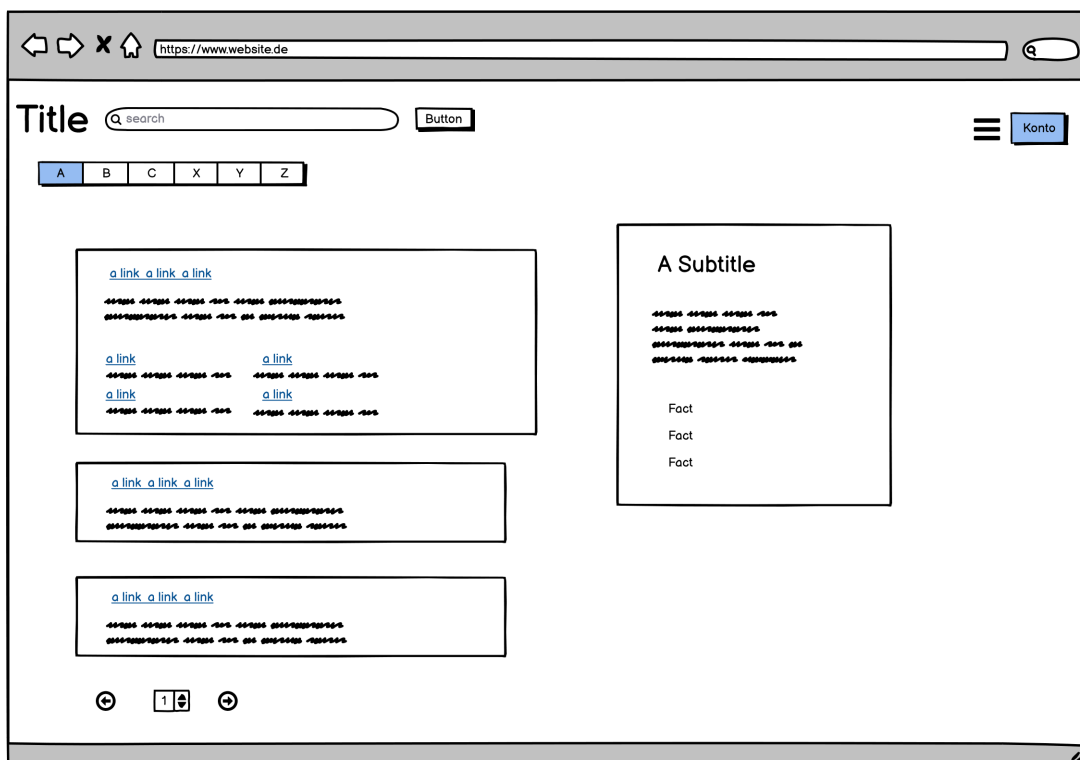 https://www.website.de
Title
search
Button
Konto
A B C X Y Z
a link a link a link
a link a link
a link a link
a link a link a link
a link a link a link
1
A Subtitle
Fact
Fact
Fact